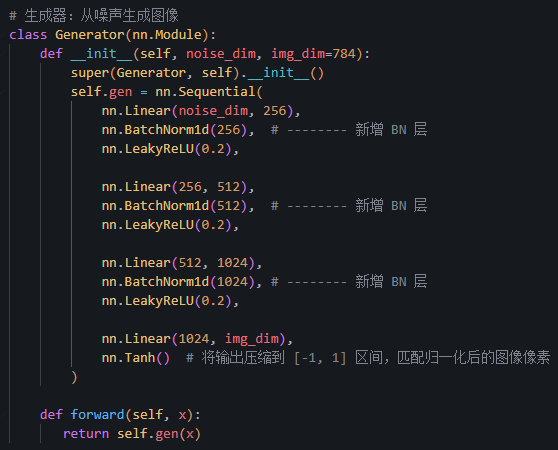 # 生成器：从噪声生成图像
class Generator(nn.Module):
    def __init__(self, noise_dim, img_dim=784):
        super(Generator, self).__init__()
        self.gen = nn.Sequential(
            nn.Linear(noise_dim, 256),
            nn.BatchNorm1d(256),  # -------- 新增 BN 层
            nn.LeakyReLU(0.2),

            nn.Linear(256, 512),
            nn.BatchNorm1d(512),  # -------- 新增 BN 层
            nn.LeakyReLU(0.2),

            nn.Linear(512, 1024),
            nn.BatchNorm1d(1024), # -------- 新增 BN 层
            nn.LeakyReLU(0.2),

            nn.Linear(1024, img_dim),
            nn.Tanh()  # 将输出压缩到 [-1, 1] 区间，匹配归一化后的图像像素
        )

    def forward(self, x):
       return self.gen(x)